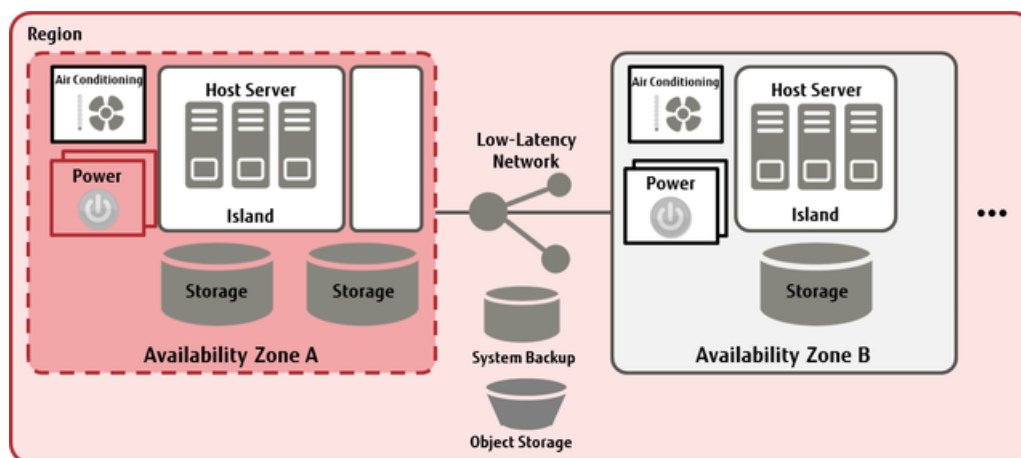 Region
Air Conditioning
Host Server
Power
Island
Storage
Storage
Availability Zone A
Low-Latency
Network
System Backup
Object Storage
Air Conditioning
Host Server
Power
Island
Storage
Availability Zone B
...